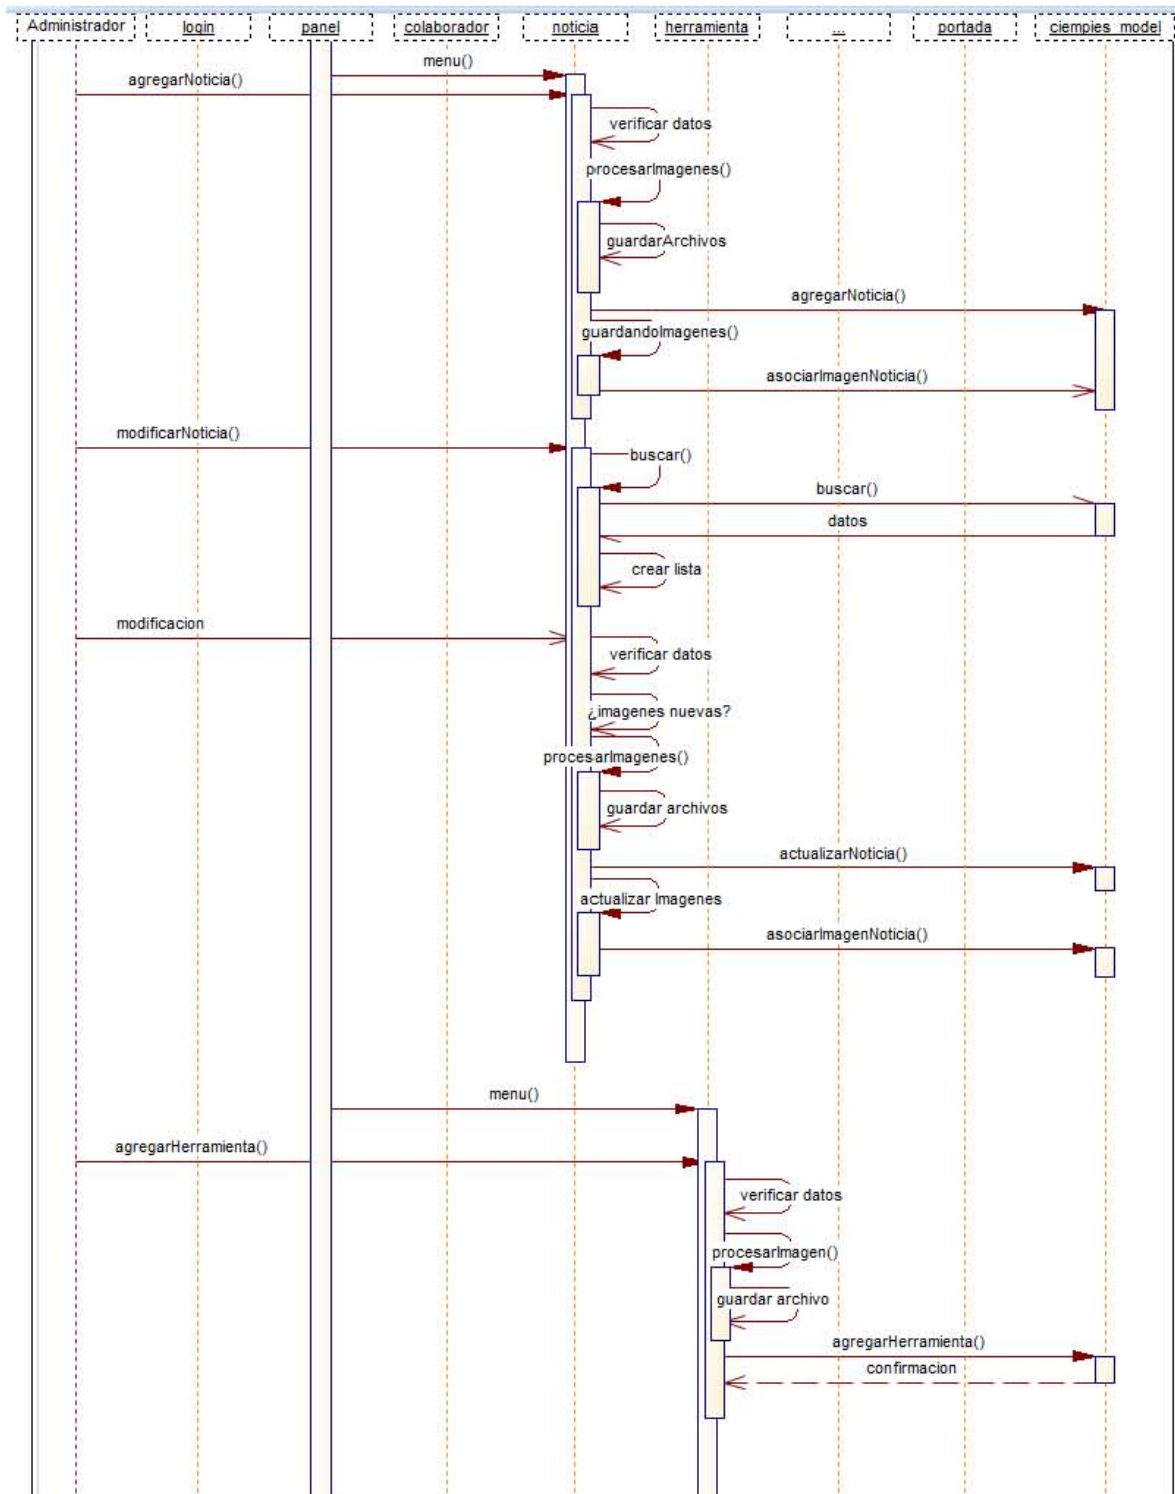 Administrador
login
panel
colaborador
noticia
herramienta
...
portada
ciempies_model
menu()
agregarNoticia()
verificar datos
procesarImagenes()
guardarArchivos
agregarNoticia()
guardandoImagenes()
asociarImagenNoticia()
modificarNoticia()
buscar()
buscar()
datos
crear lista
modificacion
verificar datos
¿imagenes nuevas?
procesarImagenes()
guardar archivos
actualizarNoticia()
actualizar Imagenes
asociarImagenNoticia()
menu()
agregarHerramienta()
verificar datos
procesarImagen()
guardar archivo
agregarHerramienta()
confirmacion